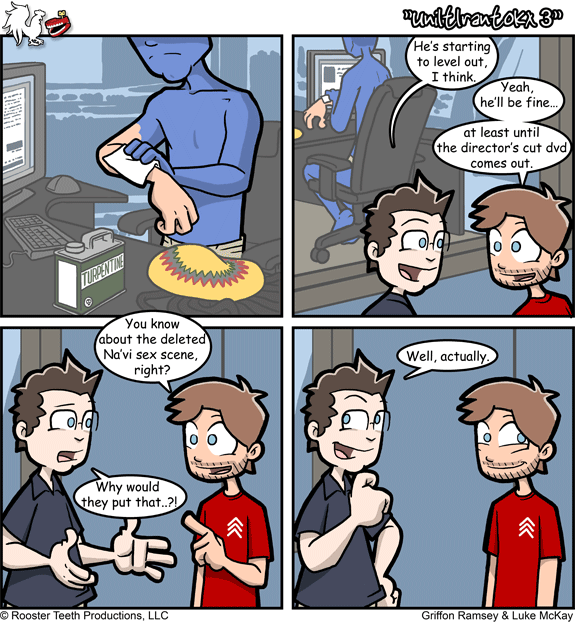 "uniltìrantokx 3"
TURPENTINE
He's starting
to level out,
I think.
Yeah,
he'll be fine...
at least until
the director's cut dvd
comes out.
You know
about the deleted
Na'vi sex scene,
right?
Why would
they put that..?!
Well, actually.
© Rooster Teeth Productions, LLC
Griffon Ramsey & Luke McKay